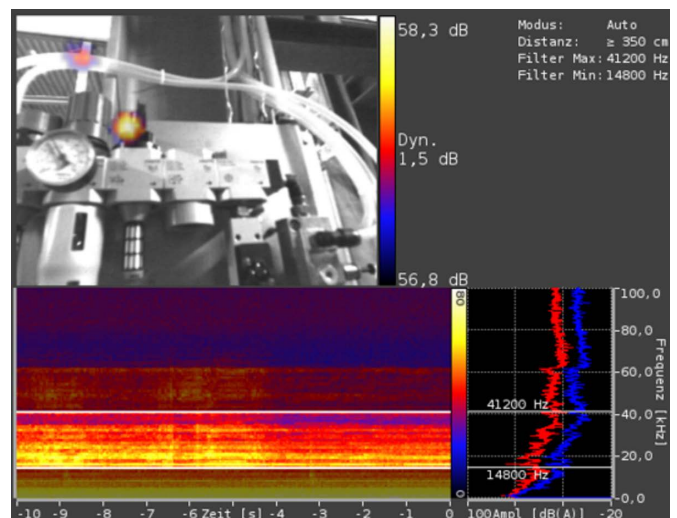 58,3 dB
Dyn.
1,5 dB
56,8 dB
Modus: Auto
Distanz: ≥ 350 cm
Filter Max: 41200 Hz
Filter Min: 14800 Hz
80
0
41200 Hz
14800 Hz
100,0
80,0
60,0
40,0
20,0
0,0
Frequenz [kHz]
-10 -9 -8 -7 -6 Zeit [s] -4 -3 -2 -1 0
100 Ampl [dB(A)] -20